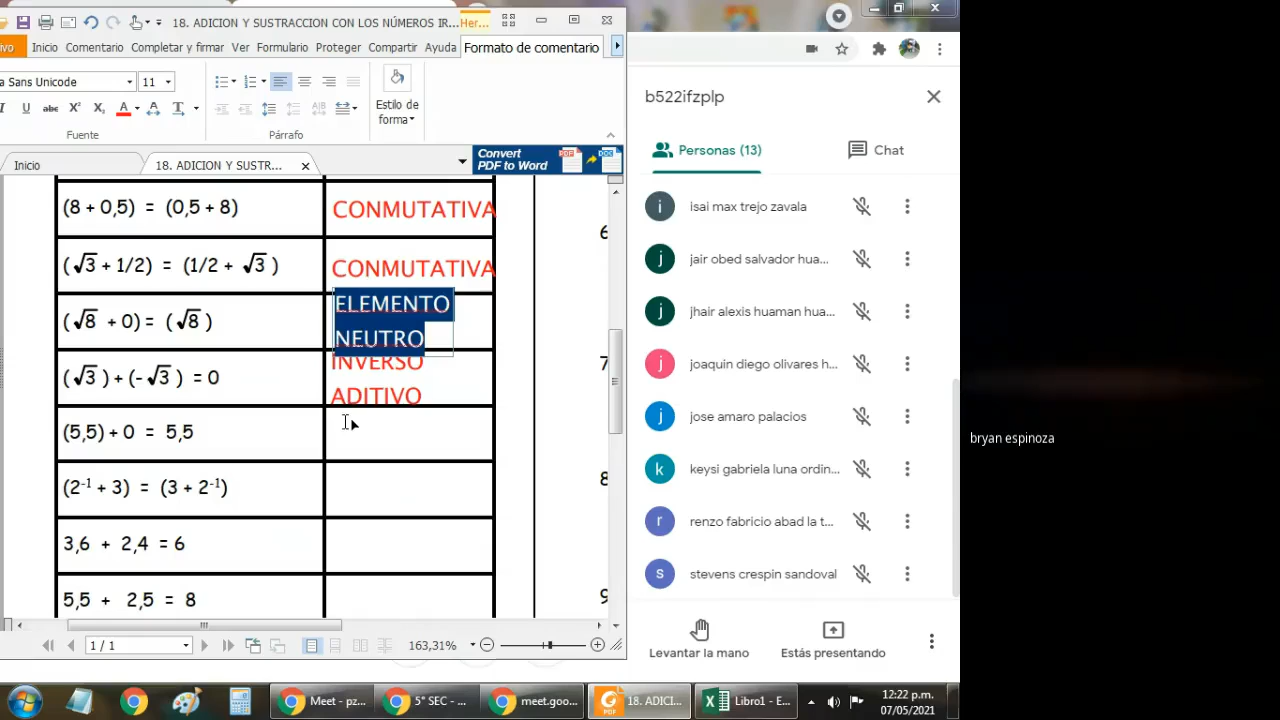 18. ADICION Y SUSTRACCION CON LOS NÚMEROS IR...
Her...
ivo
Inicio
Comentario
Completar y firmar
Ver
Formulario
Proteger
Compartir
Ayuda
Formato de comentario
a Sans Unicode
11
Fuente
Párrafo
Estilo de
forma
Inicio
18. ADICION Y SUSTR...
Convert
PDF to Word
(8 + 0,5) = (0,5 + 8)
CONMUTATIVA
6
(√3 + 1/2) = (1/2 + √3 )
CONMUTATIVA
(√8 + 0) = (√8 )
ELEMENTO
NEUTRO
(√3 ) + (- √3 ) = 0
INVERSO
ADITIVO
7
(5,5) + 0 = 5,5
(2⁻¹ + 3) = (3 + 2⁻¹)
8
3,6 + 2,4 = 6
5,5 + 2,5 = 8
9
1 / 1
163,31%
b522ifzplp
Personas (13)
Chat
i isai max trejo zavala
j jair obed salvador hua...
j jhair alexis huaman hua...
j joaquin diego olivares h...
j jose amaro palacios
k keysi gabriela luna ordin...
r renzo fabricio abad la t...
s stevens crespin sandoval
Levantar la mano
Estás presentando
bryan espinoza
Meet - pz...
5° SEC - ...
meet.goo...
18. ADICI...
Libro1 - E...
12:22 p.m.
07/05/2021